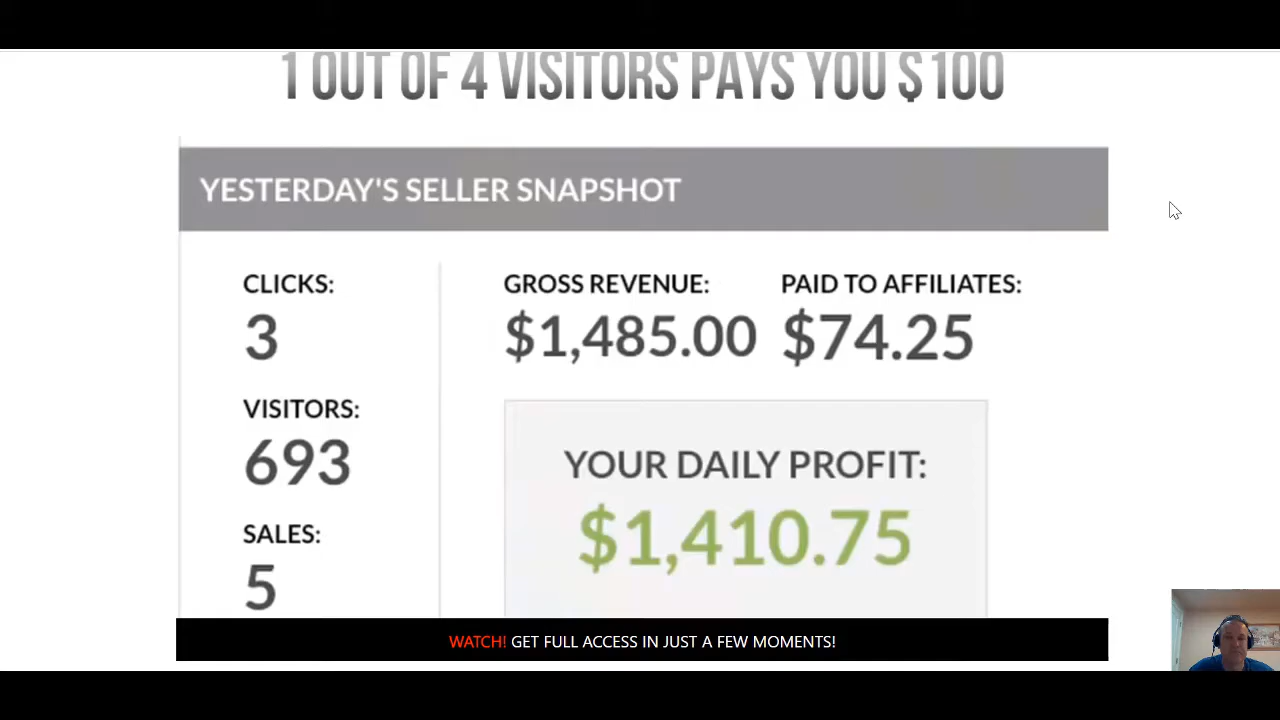 1 OUT OF 4 VISITORS PAYS YOU $100
YESTERDAY'S SELLER SNAPSHOT
CLICKS:
3
VISITORS:
693
SALES:
5
GROSS REVENUE:
$1,485.00
PAID TO AFFILIATES:
$74.25
YOUR DAILY PROFIT:
$1,410.75
WATCH! GET FULL ACCESS IN JUST A FEW MOMENTS!